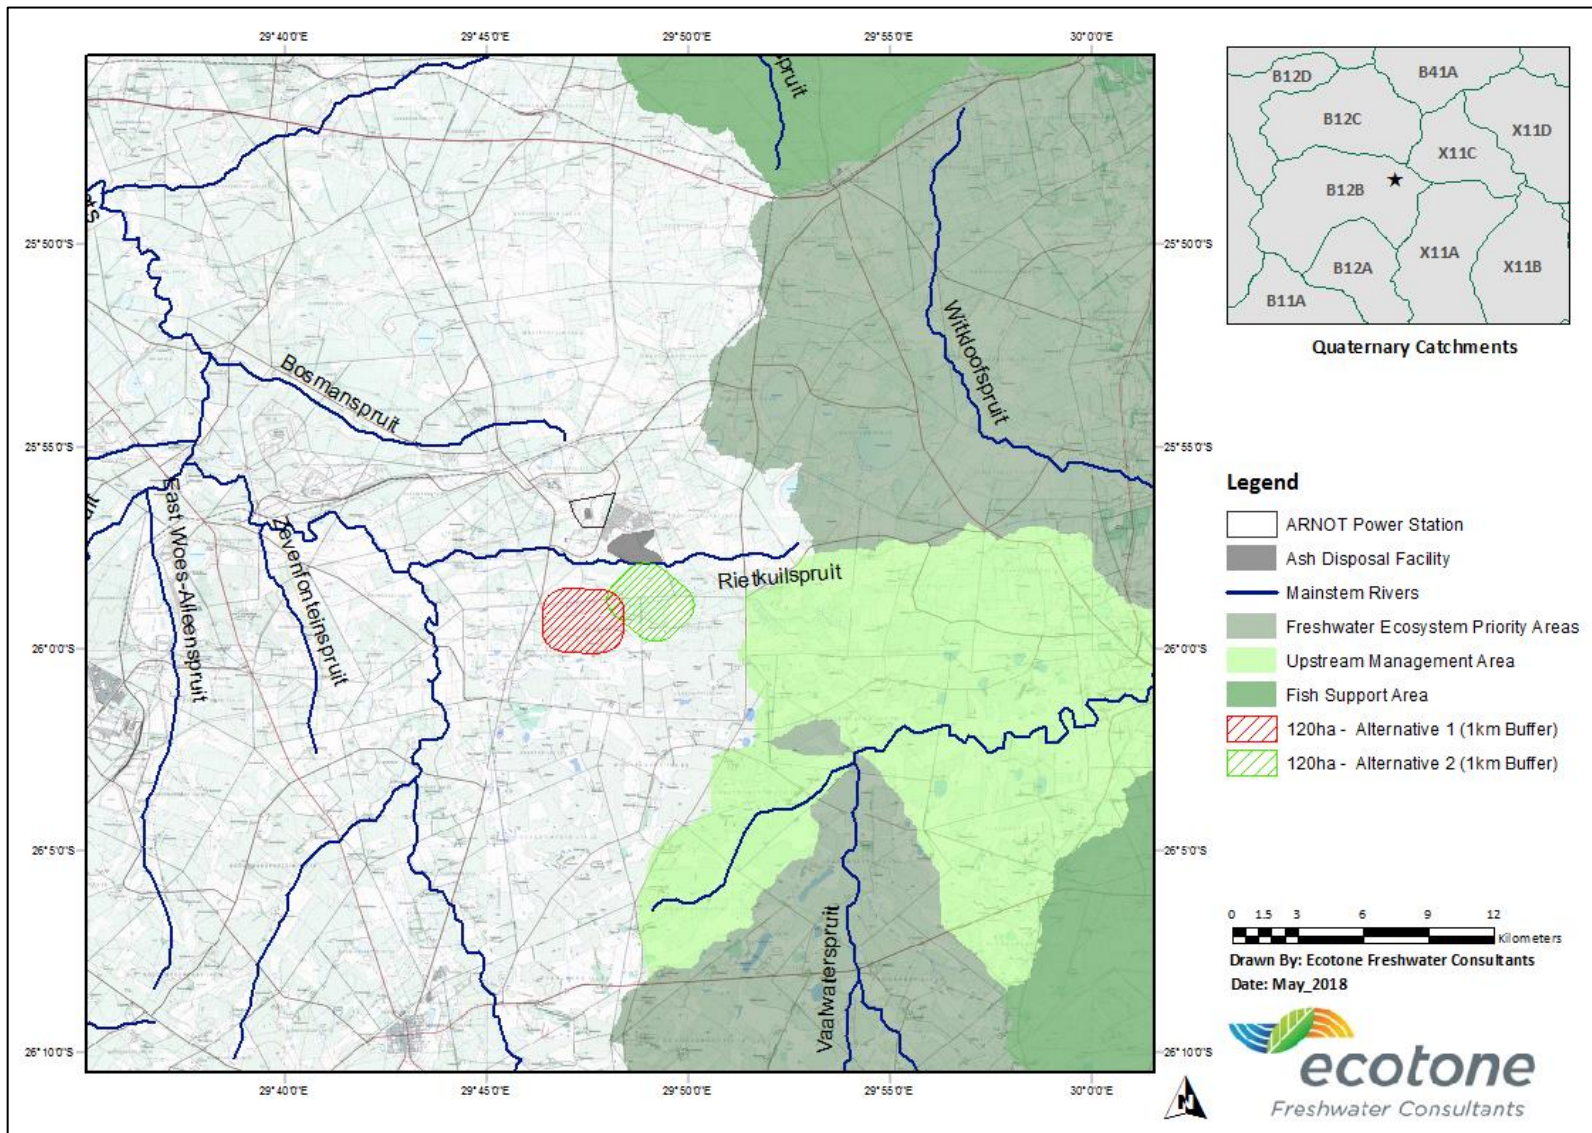 29°40'0"E
29°45'0"E
29°50'0"E
29°55'0"E
30°0'0"E
25°50'0"S
25°55'0"S
26°0'0"S
26°5'0"S
26°10'0"S
25°50'0"S
25°55'0"S
26°0'0"S
26°5'0"S
26°10'0"S
29°40'0"E
29°45'0"E
29°50'0"E
29°55'0"E
30°0'0"E
spruit
ets
Bosmanspruit
Witkloofspruit
uit
East Woes-Alleenspruit
Zevenfonteinspruit
Rietkuilspruit
Vaalwaterspruit
B12D
B41A
B12C
X11D
X11C
B12B
B12A
X11A
X11B
B11A
Quaternary Catchments
Legend
ARNOT Power Station
Ash Disposal Facility
Mainstem Rivers
Freshwater Ecosystem Priority Areas
Upstream Management Area
Fish Support Area
120ha - Alternative 1 (1km Buffer)
120ha - Alternative 2 (1km Buffer)
0 1.5 3 6 9 12
Kilometers
Drawn By: Ecotone Freshwater Consultants
Date: May_2018
N
ecotone
Freshwater Consultants